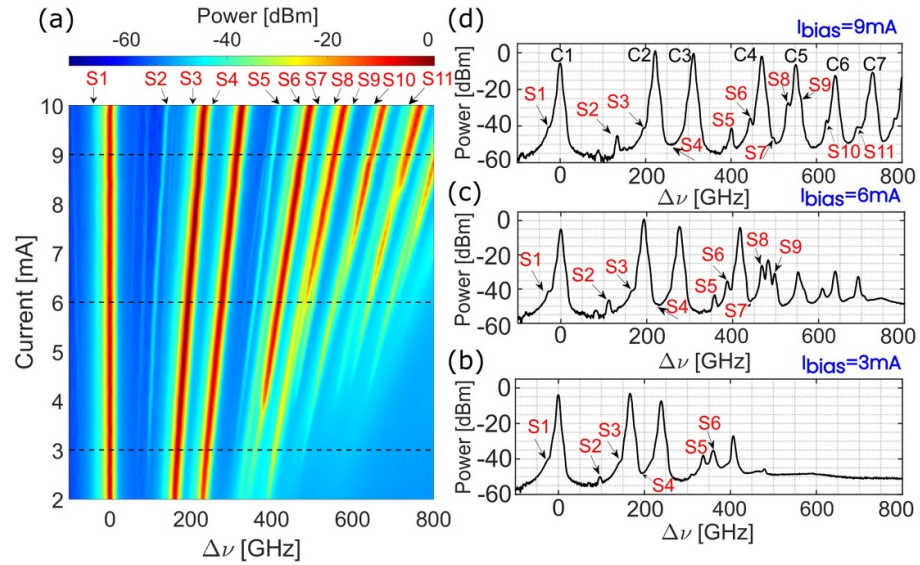 (a)
Power [dBm]
-60 -40 -20 0
S1 S2 S3 S4 S5 S6 S7 S8 S9 S10 S11
Current [mA]
10
9
8
7
6
5
4
3
2
0 200 400 600 800
Δν [GHz]
(d)
I_bias=9mA
Power [dBm]
0
-20
-40
-60
C1 C2 C3 C4 C5 C6 C7
S1 S2 S3 S4 S5 S6 S7 S8 S9 S10 S11
0 200 400 600 800
Δν [GHz]
(c)
I_bias=6mA
Power [dBm]
0
-20
-40
-60
S1 S2 S3 S4 S5 S6 S7 S8 S9
0 200 400 600 800
Δν [GHz]
(b)
I_bias=3mA
Power [dBm]
0
-20
-40
-60
S1 S2 S3 S4 S5 S6
0 200 400 600 800
Δν [GHz]